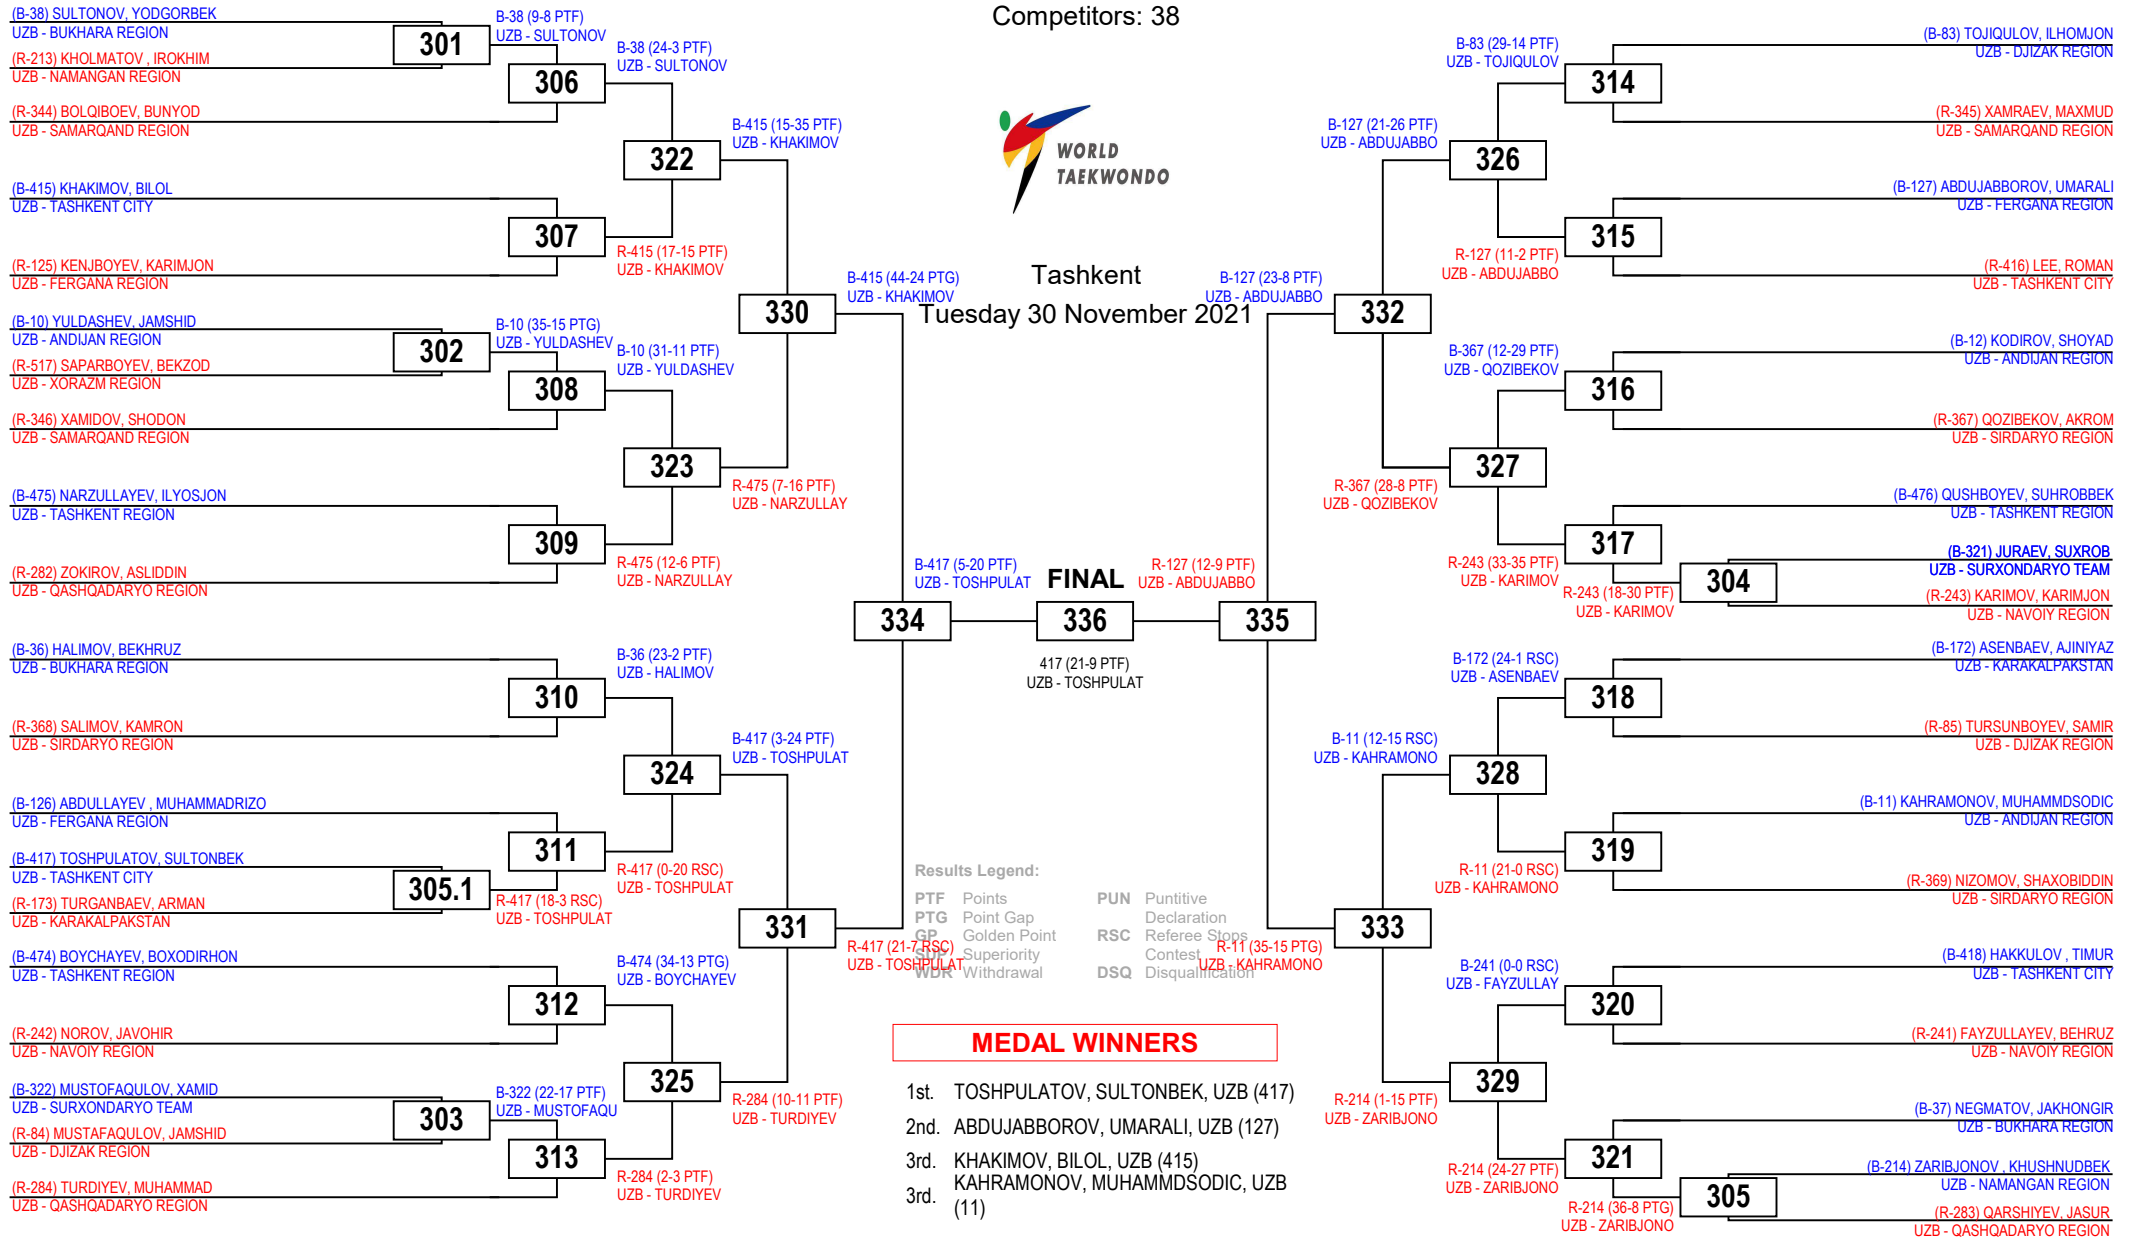 Competitors: 38
WORLD
TAEKWONDO
Tashkent
Tuesday 30 November 2021
(B-38) SULTONOV, YODGORBEK
UZB - BUKHARA REGION
(R-213) KHOLMATOV , IROKHIM
UZB - NAMANGAN REGION
(R-344) BOLQIBOEV, BUNYOD
UZB - SAMARQAND REGION
(B-415) KHAKIMOV, BILOL
UZB - TASHKENT CITY
(R-125) KENJBOYEV, KARIMJON
UZB - FERGANA REGION
(B-10) YULDASHEV, JAMSHID
UZB - ANDIJAN REGION
(R-517) SAPARBOYEV, BEKZOD
UZB - XORAZM REGION
(R-346) XAMIDOV, SHODON
UZB - SAMARQAND REGION
(B-475) NARZULLAYEV, ILYOSJON
UZB - TASHKENT REGION
(R-282) ZOKIROV, ASLIDDIN
UZB - QASHQADARYO REGION
(B-36) HALIMOV, BEKHRUZ
UZB - BUKHARA REGION
(R-368) SALIMOV, KAMRON
UZB - SIRDARYO REGION
(B-126) ABDULLAYEV , MUHAMMADRIZO
UZB - FERGANA REGION
(B-417) TOSHPULATOV, SULTONBEK
UZB - TASHKENT CITY
(R-173) TURGANBAEV, ARMAN
UZB - KARAKALPAKSTAN
(B-474) BOYCHAYEV, BOXODIRHON
UZB - TASHKENT REGION
(R-242) NOROV, JAVOHIR
UZB - NAVOIY REGION
(B-322) MUSTOFAQULOV, XAMID
UZB - SURXONDARYO TEAM
(R-84) MUSTAFAQULOV, JAMSHID
UZB - DJIZAK REGION
(R-284) TURDIYEV, MUHAMMAD
UZB - QASHQADARYO REGION
301
B-38 (9-8 PTF)
UZB - SULTONOV
302
B-10 (35-15 PTG)
UZB - YULDASHEV
305.1
R-417 (18-3 RSC)
UZB - TOSHPULAT
303
B-322 (22-17 PTF)
UZB - MUSTOFAQU
306
B-38 (24-3 PTF)
UZB - SULTONOV
307
R-415 (17-15 PTF)
UZB - KHAKIMOV
308
B-10 (31-11 PTF)
UZB - YULDASHEV
309
R-475 (12-6 PTF)
UZB - NARZULLAY
310
B-36 (23-2 PTF)
UZB - HALIMOV
311
R-417 (0-20 RSC)
UZB - TOSHPULAT
312
B-474 (34-13 PTG)
UZB - BOYCHAYEV
313
R-284 (2-3 PTF)
UZB - TURDIYEV
322
B-415 (15-35 PTF)
UZB - KHAKIMOV
323
R-475 (7-16 PTF)
UZB - NARZULLAY
324
B-417 (3-24 PTF)
UZB - TOSHPULAT
325
R-284 (10-11 PTF)
UZB - TURDIYEV
330
B-415 (44-24 PTG)
UZB - KHAKIMOV
331
R-417 (21-7 RSC)
UZB - TOSHPULAT
334
B-417 (5-20 PTF)
UZB - TOSHPULAT
FINAL
336
417 (21-9 PTF)
UZB - TOSHPULAT
R-127 (12-9 PTF)
UZB - ABDUJABBO
335
B-127 (23-8 PTF)
UZB - ABDUJABBO
332
R-11 (35-15 PTG)
UZB - KAHRAMONO
333
B-127 (21-26 PTF)
UZB - ABDUJABBO
326
R-367 (28-8 PTF)
UZB - QOZIBEKOV
327
B-11 (12-15 RSC)
UZB - KAHRAMONO
328
R-214 (1-15 PTF)
UZB - ZARIBJONO
329
B-83 (29-14 PTF)
UZB - TOJIQULOV
314
R-127 (11-2 PTF)
UZB - ABDUJABBO
315
B-367 (12-29 PTF)
UZB - QOZIBEKOV
316
R-243 (33-35 PTF)
UZB - KARIMOV
317
B-172 (24-1 RSC)
UZB - ASENBAEV
318
R-11 (21-0 RSC)
UZB - KAHRAMONO
319
B-241 (0-0 RSC)
UZB - FAYZULLAY
320
R-214 (24-27 PTF)
UZB - ZARIBJONO
321
R-243 (18-30 PTF)
UZB - KARIMOV
304
R-214 (36-8 PTG)
UZB - ZARIBJONO
305
(B-83) TOJIQULOV, ILHOMJON
UZB - DJIZAK REGION
(R-345) XAMRAEV, MAXMUD
UZB - SAMARQAND REGION
(B-127) ABDUJABBOROV, UMARALI
UZB - FERGANA REGION
(R-416) LEE, ROMAN
UZB - TASHKENT CITY
(B-12) KODIROV, SHOYAD
UZB - ANDIJAN REGION
(R-367) QOZIBEKOV, AKROM
UZB - SIRDARYO REGION
(B-476) QUSHBOYEV, SUHROBBEK
UZB - TASHKENT REGION
(B-321) JURAEV, SUXROB
UZB - SURXONDARYO TEAM
(R-243) KARIMOV, KARIMJON
UZB - NAVOIY REGION
(B-172) ASENBAEV, AJINIYAZ
UZB - KARAKALPAKSTAN
(R-85) TURSUNBOYEV, SAMIR
UZB - DJIZAK REGION
(B-11) KAHRAMONOV, MUHAMMDSODIC
UZB - ANDIJAN REGION
(R-369) NIZOMOV, SHAXOBIDDIN
UZB - SIRDARYO REGION
(B-418) HAKKULOV , TIMUR
UZB - TASHKENT CITY
(R-241) FAYZULLAYEV, BEHRUZ
UZB - NAVOIY REGION
(B-37) NEGMATOV, JAKHONGIR
UZB - BUKHARA REGION
(B-214) ZARIBJONOV , KHUSHNUDBEK
UZB - NAMANGAN REGION
(R-283) QARSHIYEV, JASUR
UZB - QASHQADARYO REGION
Results Legend:
PTF Points
PTG Point Gap
GP Golden Point
SUP Superiority
WDR Withdrawal
PUN Puntitive
Declaration
RSC Referee Stops
Contest
DSQ Disqualification
MEDAL WINNERS
1st. TOSHPULATOV, SULTONBEK, UZB (417)
2nd. ABDUJABBOROV, UMARALI, UZB (127)
3rd. KHAKIMOV, BILOL, UZB (415)
3rd. KAHRAMONOV, MUHAMMDSODIC, UZB
(11)